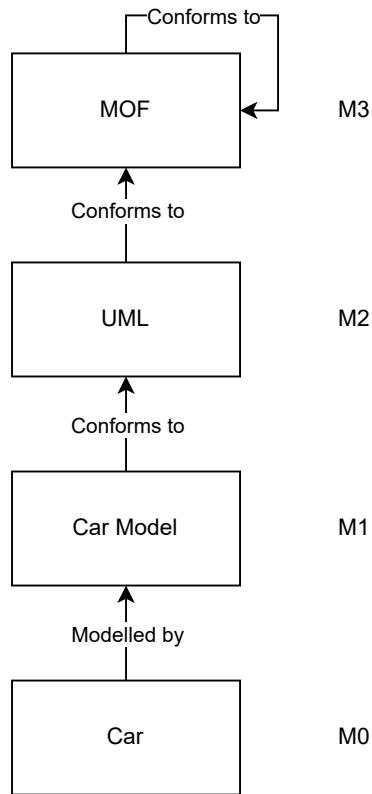 Conforms to
MOF
M3
Conforms to
UML
M2
Conforms to
Car Model
M1
Modelled by
Car
M0